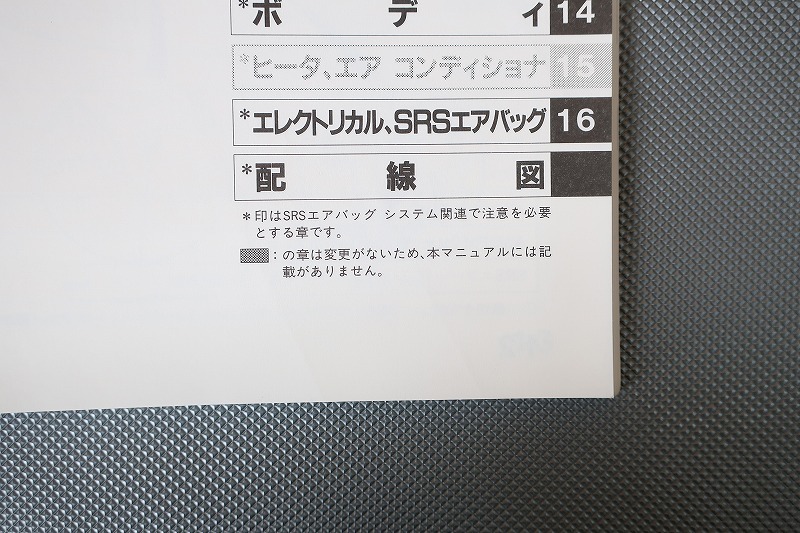 *ボディ 14
*ヒータ、エア コンディショナ 15
*エレクトリカル、SRSエアバッグ 16
*配線図
*印はSRSエアバッグ システム関連で注意を必要
とする章です。
：の章は変更がないため、本マニュアルには記
載がありません。